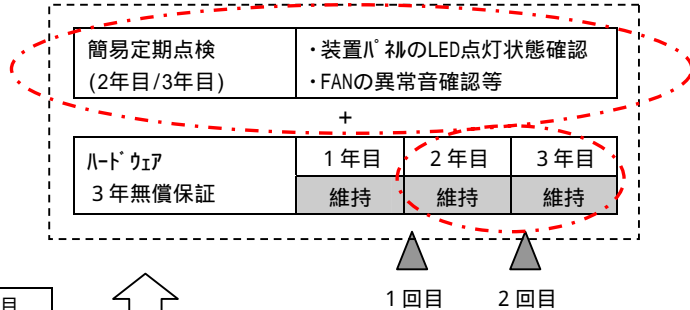 簡易定期点検
(2年目/3年目)
・装置ﾊﾟﾈﾙのLED点灯状態確認
・FANの異常音確認等
+
ﾊｰﾄﾞｳｪｱ
３年無償保証
１年目 ２年目 ３年目
維持 維持 維持
１回目 ２回目
目